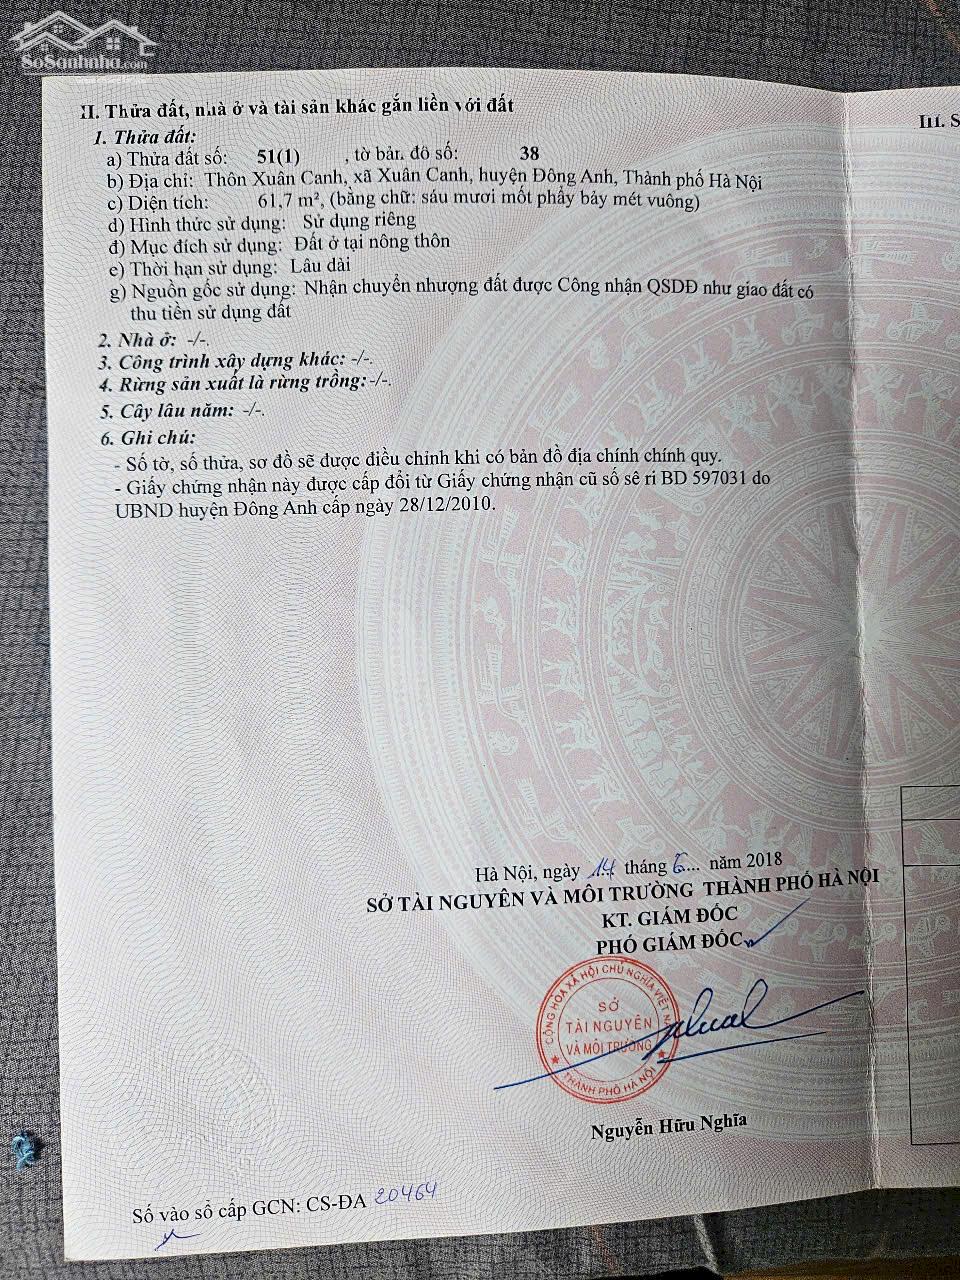 SoSanhnha.com
II. Thửa đất, nhà ở và tài sản khác gắn liền với đất
III. S
1. Thửa đất:
a) Thửa đất số: 51(1) , tờ bản đồ số: 38
b) Địa chỉ: Thôn Xuân Canh, xã Xuân Canh, huyện Đông Anh, Thành phố Hà Nội
c) Diện tích: 61,7 m², (bằng chữ: sáu mươi mốt phẩy bảy mét vuông)
d) Hình thức sử dụng: Sử dụng riêng
đ) Mục đích sử dụng: Đất ở tại nông thôn
e) Thời hạn sử dụng: Lâu dài
g) Nguồn gốc sử dụng: Nhận chuyển nhượng đất được Công nhận QSDĐ như giao đất có
thu tiền sử dụng đất
2. Nhà ở: -/-.
3. Công trình xây dựng khác: -/-.
4. Rừng sản xuất là rừng trồng: -/-.
5. Cây lâu năm: -/-.
6. Ghi chú:
- Số tờ, số thửa, sơ đồ sẽ được điều chỉnh khi có bản đồ địa chính chính quy.
- Giấy chứng nhận này được cấp đổi từ Giấy chứng nhận cũ số sê ri BD 597031 do
UBND huyện Đông Anh cấp ngày 28/12/2010.
Hà Nội, ngày 14 tháng 6... năm 2018
SỞ TÀI NGUYÊN VÀ MÔI TRƯỜNG THÀNH PHỐ HÀ NỘI
KT. GIÁM ĐỐC
PHÓ GIÁM ĐỐC
CỘNG HÒA XÃ HỘI CHỦ NGHĨA VIỆT NAM
SỞ
TÀI NGUYÊN
VÀ MÔI TRƯỜNG
THÀNH PHỐ HÀ NỘI
Nguyễn Hữu Nghĩa
Số vào sổ cấp GCN: CS-ĐA 20464